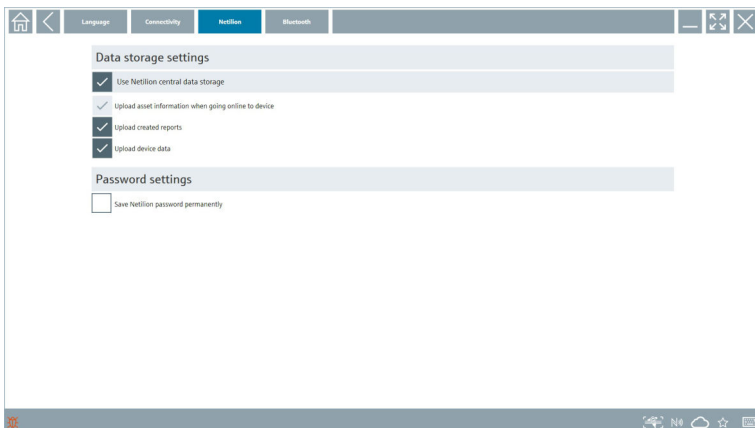 Language Connectivity Netilion Bluetooth
Data storage settings
Use Netilion central data storage
Upload asset information when going online to device
Upload created reports
Upload device data
Password settings
Save Netilion password permanently